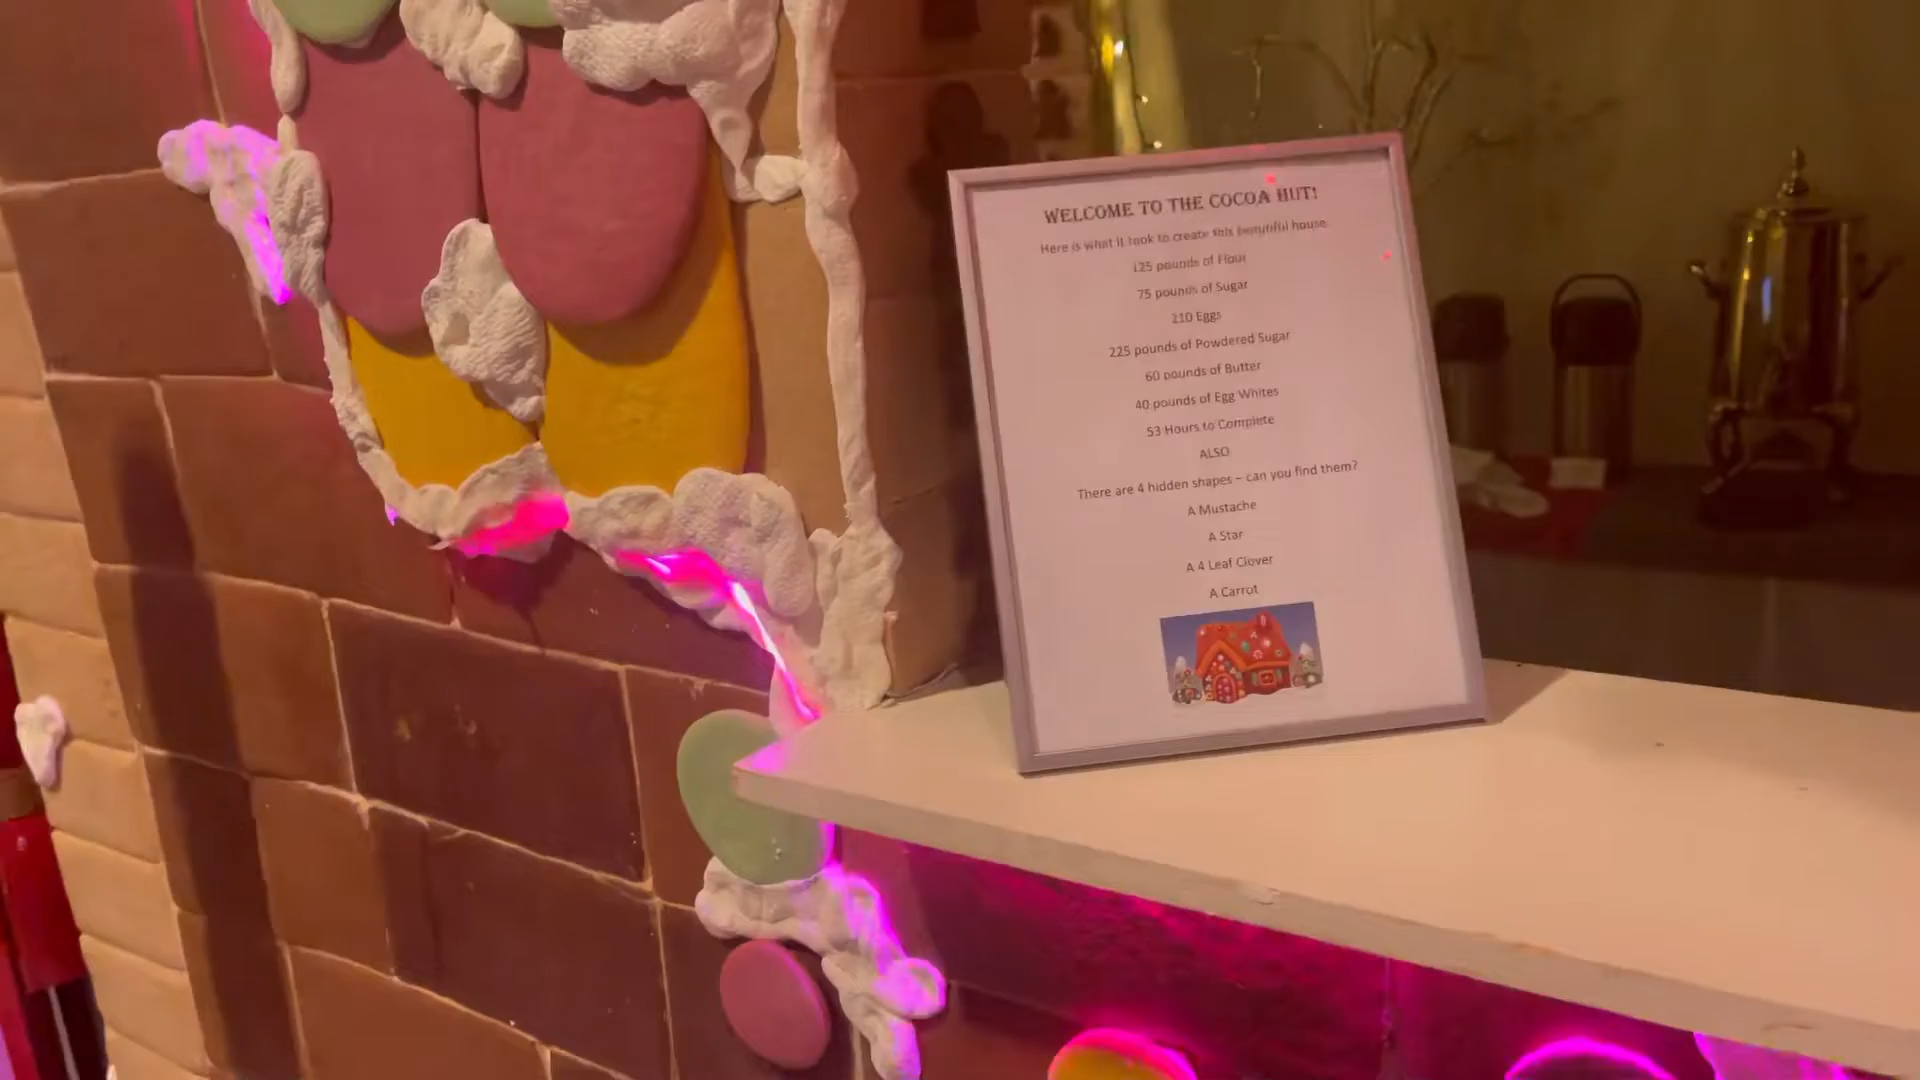 WELCOME TO THE COCOA HUT!
Here is what it took to create this beautiful house
125 pounds of Flour
75 pounds of Sugar
210 Eggs
225 pounds of Powdered Sugar
60 pounds of Butter
40 pounds of Egg Whites
53 Hours to Complete
ALSO
There are 4 hidden shapes – can you find them?
A Mustache
A Star
A 4 Leaf Clover
A Carrot